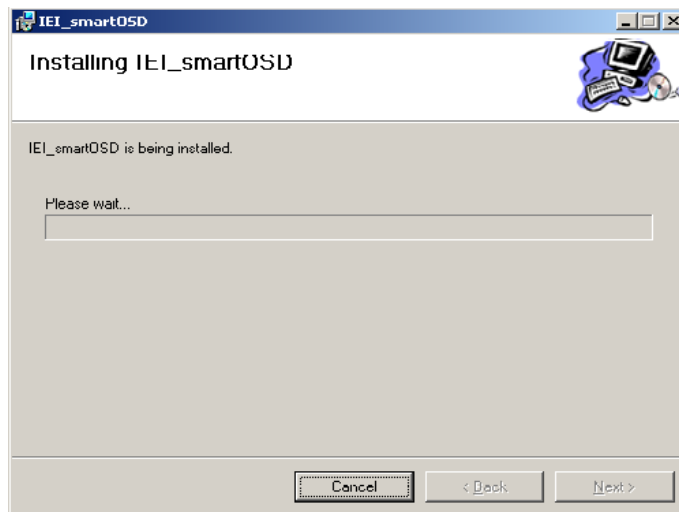 IEI_smartOSD
Installing IEI_smartOSD
IEI_smartOSD is being installed.
Please wait...
Cancel
< Back
Next >